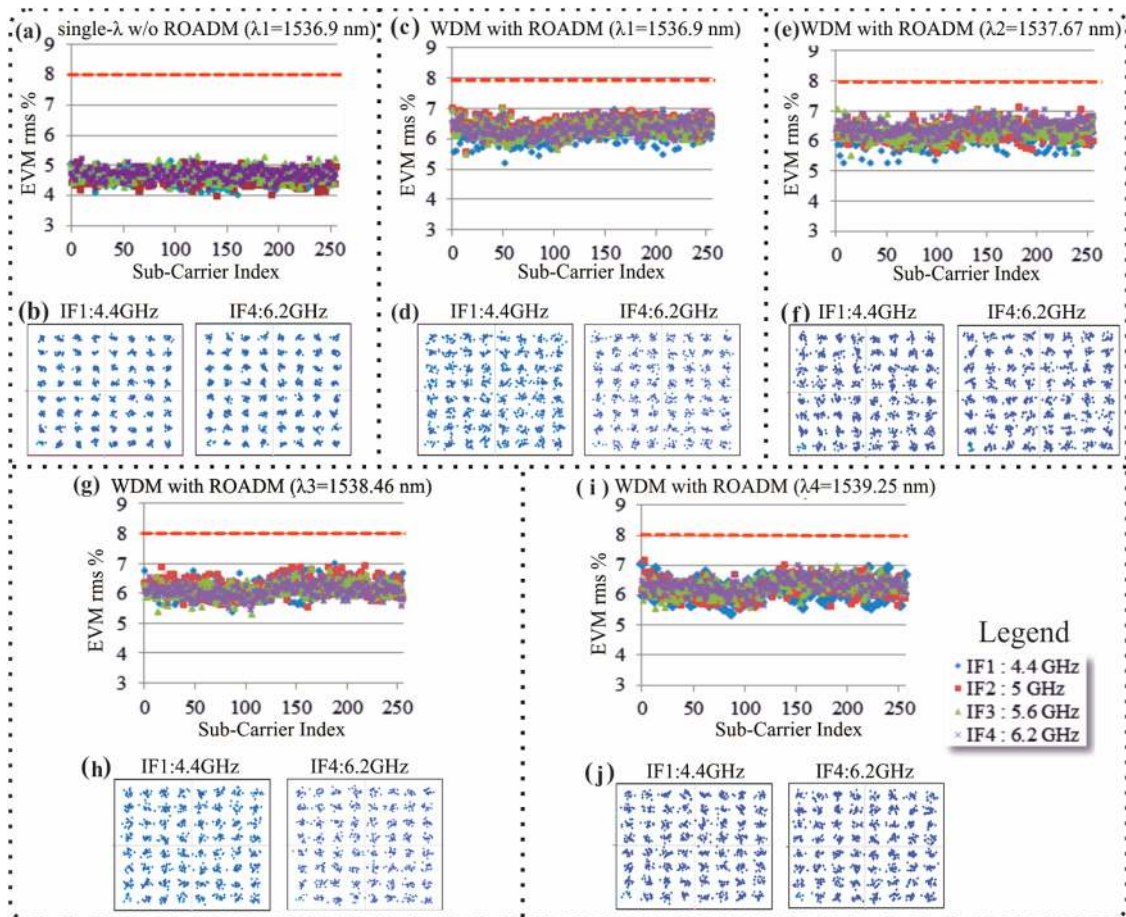 (a) single-λ w/o ROADM (λ1=1536.9 nm)
9
8
7
6
5
4
3
EVM rms %
0 50 100 150 200 250
Sub-Carrier Index
(b) IF1:4.4GHz IF4:6.2GHz
(c) WDM with ROADM (λ1=1536.9 nm)
9
8
7
6
5
4
3
EVM rms %
0 50 100 150 200 250
Sub-Carrier Index
(d) IF1:4.4GHz IF4:6.2GHz
(e) WDM with ROADM (λ2=1537.67 nm)
9
8
7
6
5
4
3
EVM rms %
0 50 100 150 200 250
Sub-Carrier Index
(f) IF1:4.4GHz IF4:6.2GHz
(g) WDM with ROADM (λ3=1538.46 nm)
9
8
7
6
5
4
3
EVM rms %
0 50 100 150 200 250
Sub-Carrier Index
(h) IF1:4.4GHz IF4:6.2GHz
(i) WDM with ROADM (λ4=1539.25 nm)
9
8
7
6
5
4
3
EVM rms %
0 50 100 150 200 250
Sub-Carrier Index
(j) IF1:4.4GHz IF4:6.2GHz
Legend
IF1 : 4.4 GHz
IF2 : 5 GHz
IF3 : 5.6 GHz
IF4 : 6.2 GHz